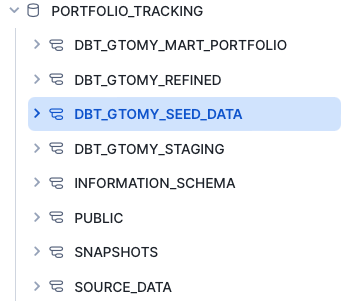 PORTFOLIO_TRACKING
DBT_GTOMY_MART_PORTFOLIO
DBT_GTOMY_REFINED
DBT_GTOMY_SEED_DATA
DBT_GTOMY_STAGING
INFORMATION_SCHEMA
PUBLIC
SNAPSHOTS
SOURCE_DATA